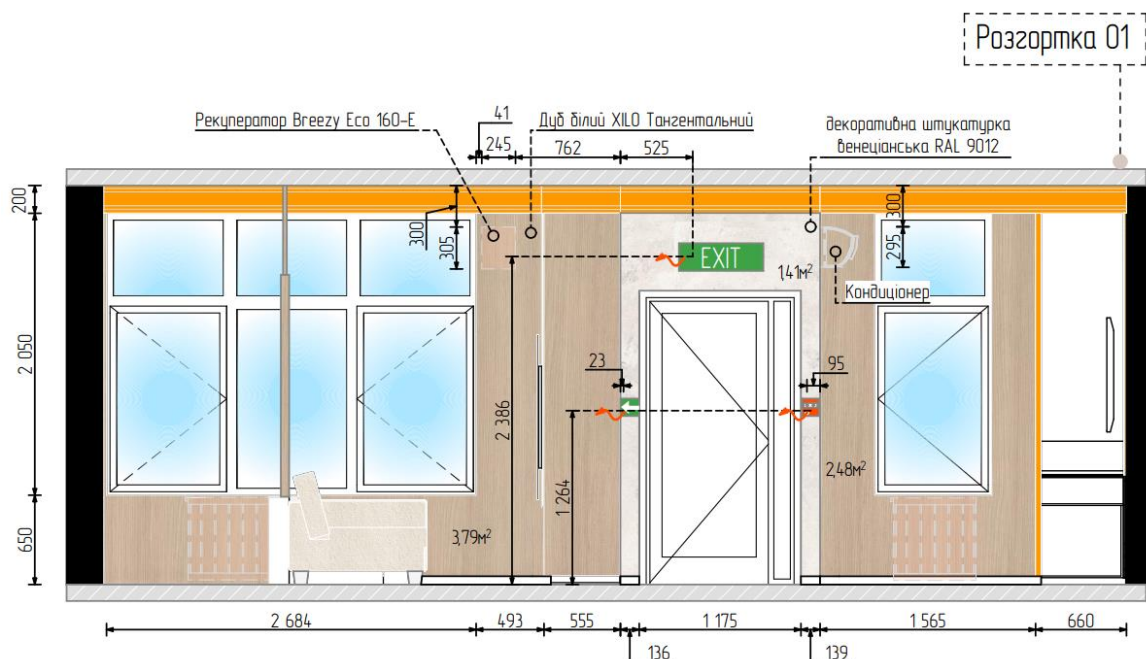 Розгортка 01
41
Рекуператор Breezy Eco 160-Е
Дуб білий XILO Тангентальний
декоративна штукатурка
венеціанська RAL 9012
245
762
525
200
300
305
300
295
EXIT
1,41м²
Кондиціонер
2 050
23
95
2 386
1 264
2,48м²
3,79м²
650
2 684
493
555
1 175
1 565
660
136
139